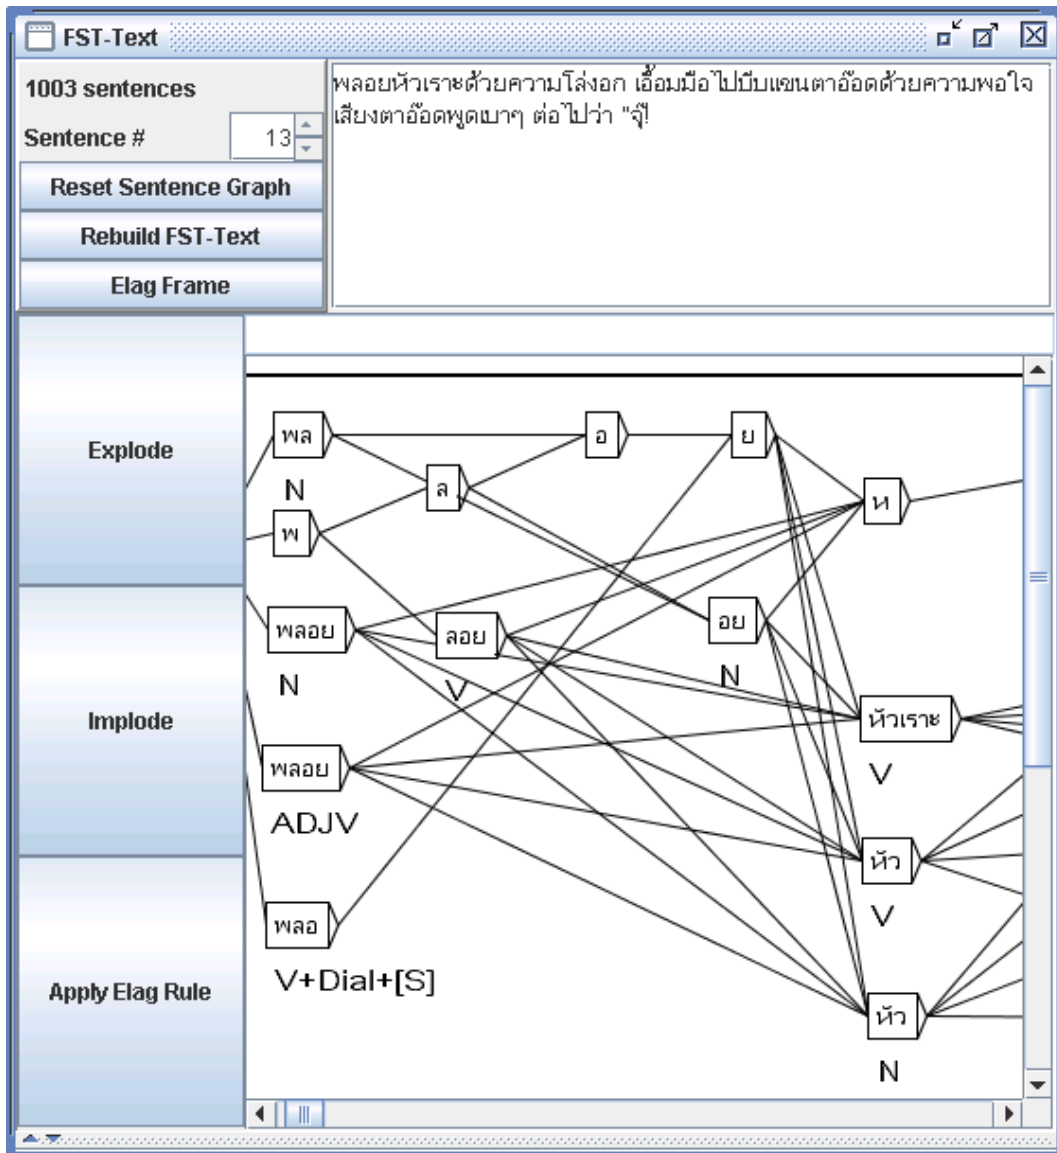 FST-Text
1003 sentences
Sentence # 13
Reset Sentence Graph
Rebuild FST-Text
Elag Frame
พลอยหัวเราะด้วยความโล่งอก เอื้อมมือไปบีบแขนตาอ๊อดด้วยความพอใจ
เสียงตาอ๊อดพูดเบาๆ ต่อไปว่า "จุ๊!
Explode
Implode
Apply Elag Rule
พล
N
พ
ล
อ
ย
ห
พลอย
N
ลอย
V
อย
N
หัวเราะ
V
พลอย
ADJV
หัว
V
พลอ
V+Dial+[S]
หัว
N